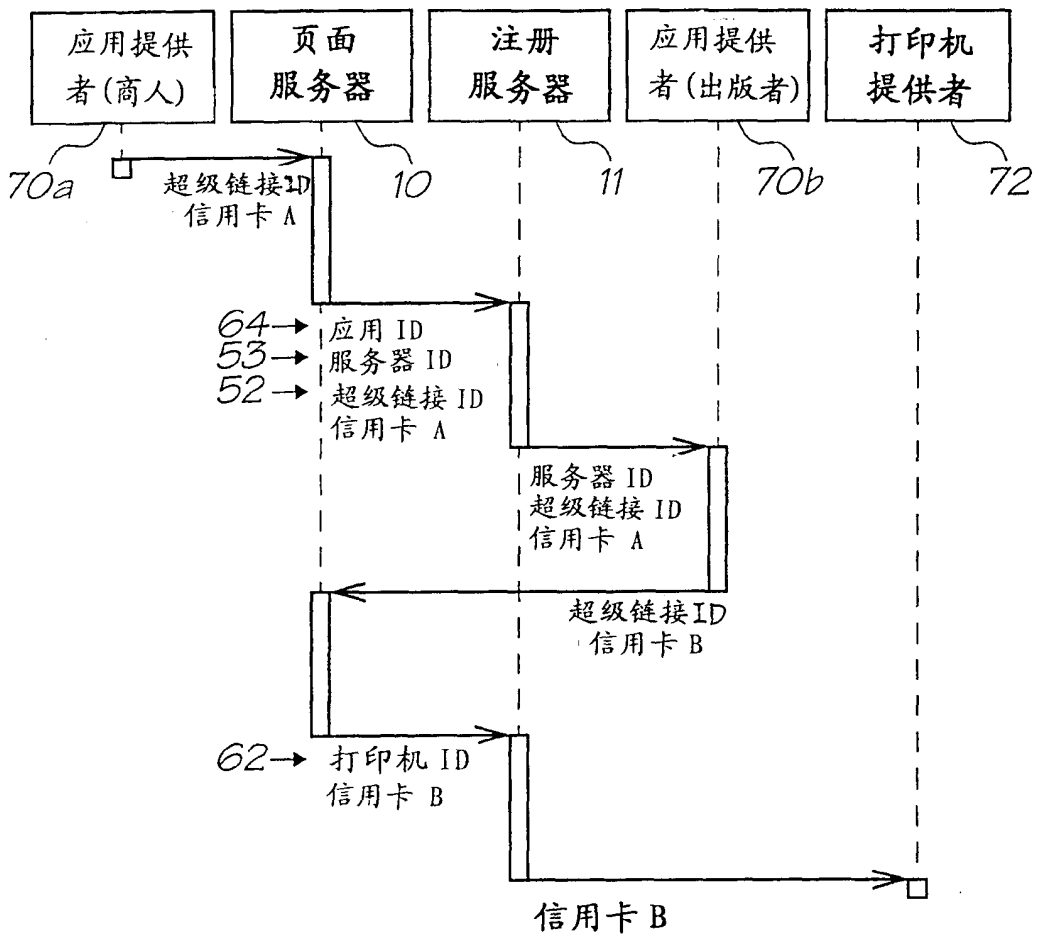 应用提供
者(商人)
页面
服务器
注册
服务器
应用提供
者(出版者)
打印机
提供者
70a
10
11
70b
72
超级链接ID
信用卡 A
64→ 应用 ID
53→ 服务器 ID
52→ 超级链接 ID
信用卡 A
服务器 ID
超级链接 ID
信用卡 A
超级链接ID
信用卡 B
62→ 打印机 ID
信用卡 B
信用卡 B